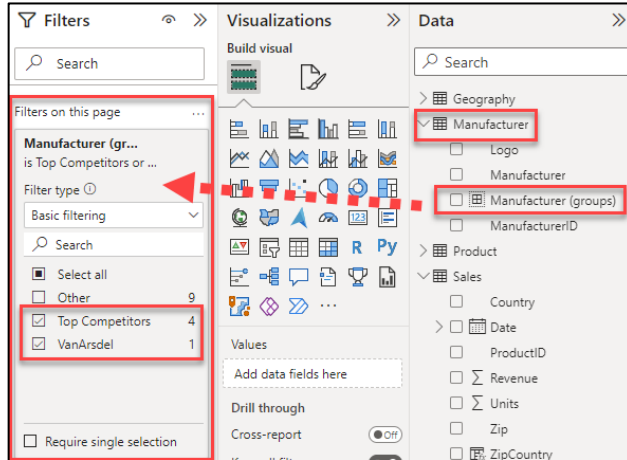 Filters
Search
Filters on this page
Manufacturer (gr...
is Top Competitors or ...
Filter type
Basic filtering
Search
Select all
Other 9
Top Competitors 4
VanArsdel 1
Require single selection
Visualizations
Build visual
123
R Py
Values
Add data fields here
Drill through
Cross-report Off
Data
Search
Geography
Manufacturer
Logo
Manufacturer
Manufacturer (groups)
ManufacturerID
Product
Sales
Country
Date
ProductID
Revenue
Units
Zip
ZipCountry